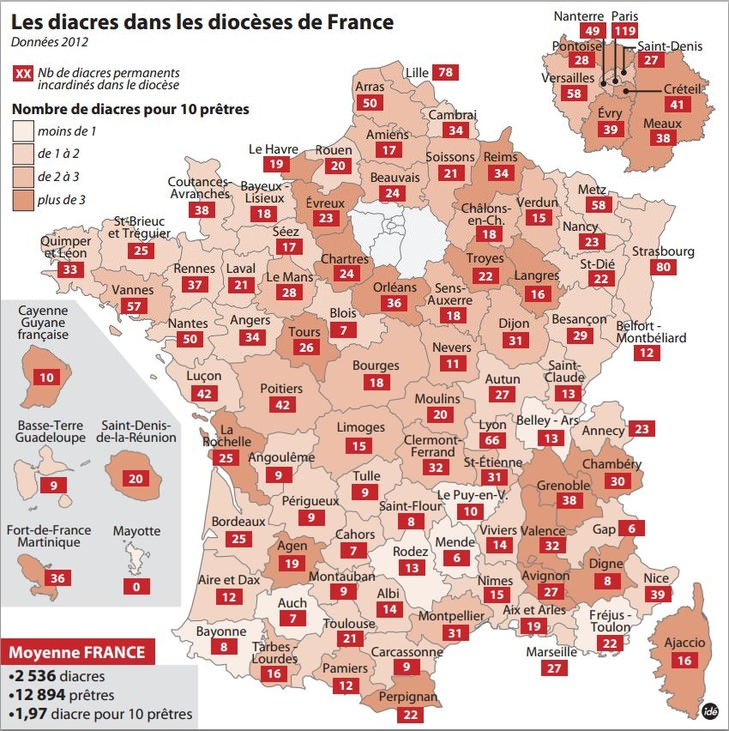 Les diacres dans les diocèses de France
Données 2012
XX Nb de diacres permanents
incardinés dans le diocèse
Nombre de diacres pour 10 prêtres
moins de 1
de 1 à 2
de 2 à 3
plus de 3
Nanterre
49
Paris
119
Pontoise
28
Saint-Denis
27
Versailles
58
Créteil
41
Évry
39
Meaux
38
Lille 78
Arras
50
Cambrai
34
Amiens
17
Le Havre
19
Rouen
20
Beauvais
24
Soissons
21
Reims
34
Coutances-
Avranches
38
Bayeux-
Lisieux
18
Évreux
23
Châlons-
en-Ch.
18
Verdun
15
Metz
58
Nancy
23
St-Brieuc
et Tréguier
25
Séez
17
Quimper
et Léon
33
Strasbourg
80
Chartres
24
Troyes
22
St-Dié
22
Rennes
37
Laval
21
Le Mans
28
Langres
16
Vannes
57
Orléans
36
Sens-
Auxerre
18
Blois
7
Nantes
50
Angers
34
Tours
26
Dijon
31
Besançon
29
Belfort -
Montbéliard
12
Nevers
11
Bourges
18
Luçon
42
Poitiers
42
Autun
27
Saint-
Claude
13
Moulins
20
La
Rochelle
25
Limoges
15
Lyon
66
Belley - Ars
13
Annecy 23
Angoulême
9
Clermont-
Ferrand
32
St-Étienne
31
Chambéry
30
Tulle
9
Grenoble
38
Périgueux
9
Saint-Flour
8
Le Puy-en-V.
10
Bordeaux
25
Cahors
7
Viviers
14
Valence
32
Gap 6
Agen
19
Rodez
13
Mende
6
Aire et Dax
12
Montauban
9
Albi
14
Nimes
15
Avignon
27
Digne
8
Nice
39
Auch
7
Toulouse
21
Montpellier
31
Aix et Arles
19
Fréjus -
Toulon
22
Bayonne
8
Tarbes -
Lourdes
16
Pamiers
12
Carcassonne
9
Marseille
27
Perpignan
22
Ajaccio
16
Cayenne
Guyane
française
10
Basse-Terre
Guadeloupe
9
Saint-Denis-
de-la-Réunion
20
Fort-de-France
Martinique
36
Mayotte
0
Moyenne FRANCE
•2 536 diacres
•12 894 prêtres
•1,97 diacre pour 10 prêtres
idé